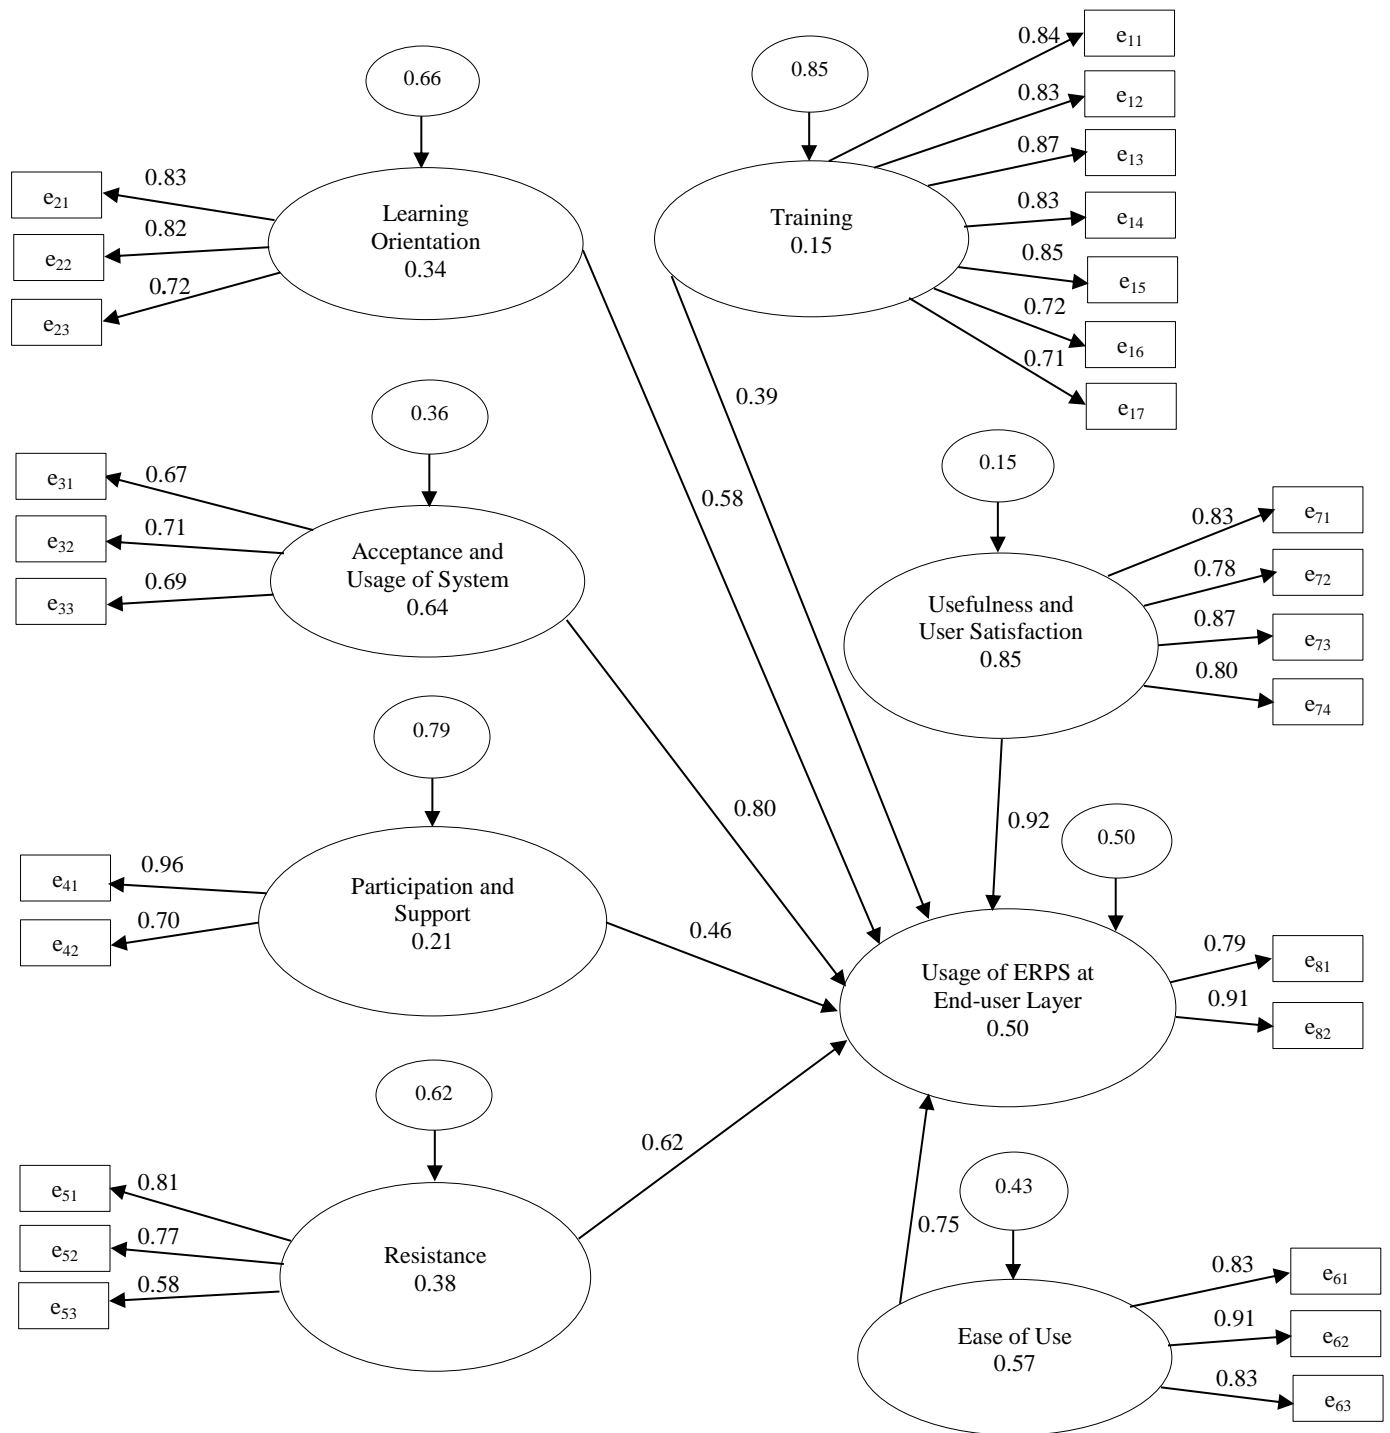 0.66
0.83
e21
0.82
e22
0.72
e23
Learning
Orientation
0.34
0.85
Training
0.15
0.84
e11
0.83
e12
0.87
e13
0.83
e14
0.85
e15
0.72
e16
0.71
e17
0.39
0.58
0.36
0.67
e31
0.71
e32
0.69
e33
Acceptance and
Usage of System
0.64
0.80
0.15
Usefulness and
User Satisfaction
0.85
0.83
e71
0.78
e72
0.87
e73
0.80
e74
0.92
0.79
0.96
e41
0.70
e42
Participation and
Support
0.21
0.46
0.50
Usage of ERPS at
End-user Layer
0.50
0.79
e81
0.91
e82
0.62
0.81
e51
0.77
e52
0.58
e53
Resistance
0.38
0.62
0.75
0.43
Ease of Use
0.57
0.83
e61
0.91
e62
0.83
e63